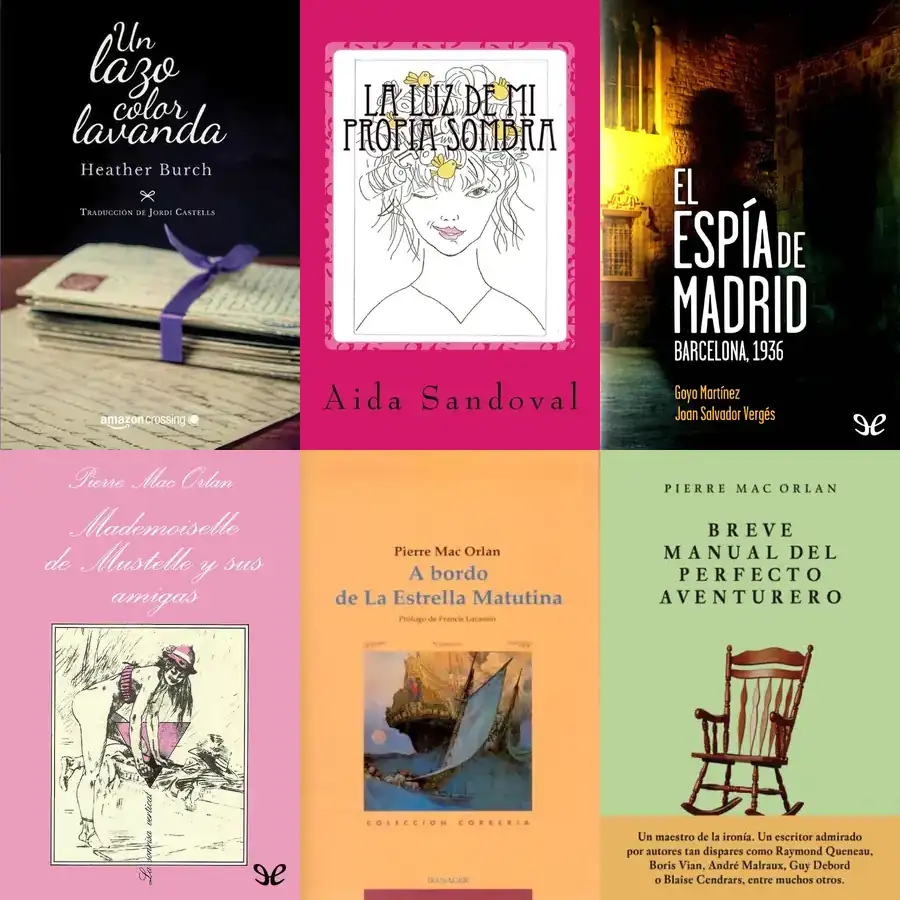 Un
lazo
color
lavanda
Heather Burch
TRADUCCIÓN DE JORDI CASTELLS
amazoncrossing
LA LUZ DE MI
PROPIA SOMBRA
Aida Sandoval
EL
ESPÍA DE
MADRID
BARCELONA, 1936
Goyo Martínez
Joan Salvador Vergés
Pierre Mac Orlan
Mademoiselle
de Mustelle y sus
amigas
La sonrisa vertical
Pierre Mac Orlan
A bordo
de La Estrella Matutina
Prólogo de Francis Lacassin
COLECCIÓN CORSERIA
IKUSAGER
PIERRE MAC ORLAN
BREVE
MANUAL DEL
PERFECTO
AVENTURERO
Un maestro de la ironía. Un escritor admirado
por autores tan dispares como Raymond Queneau,
Boris Vian, André Malraux, Guy Debord
o Blaise Cendrars, entre muchos otros.